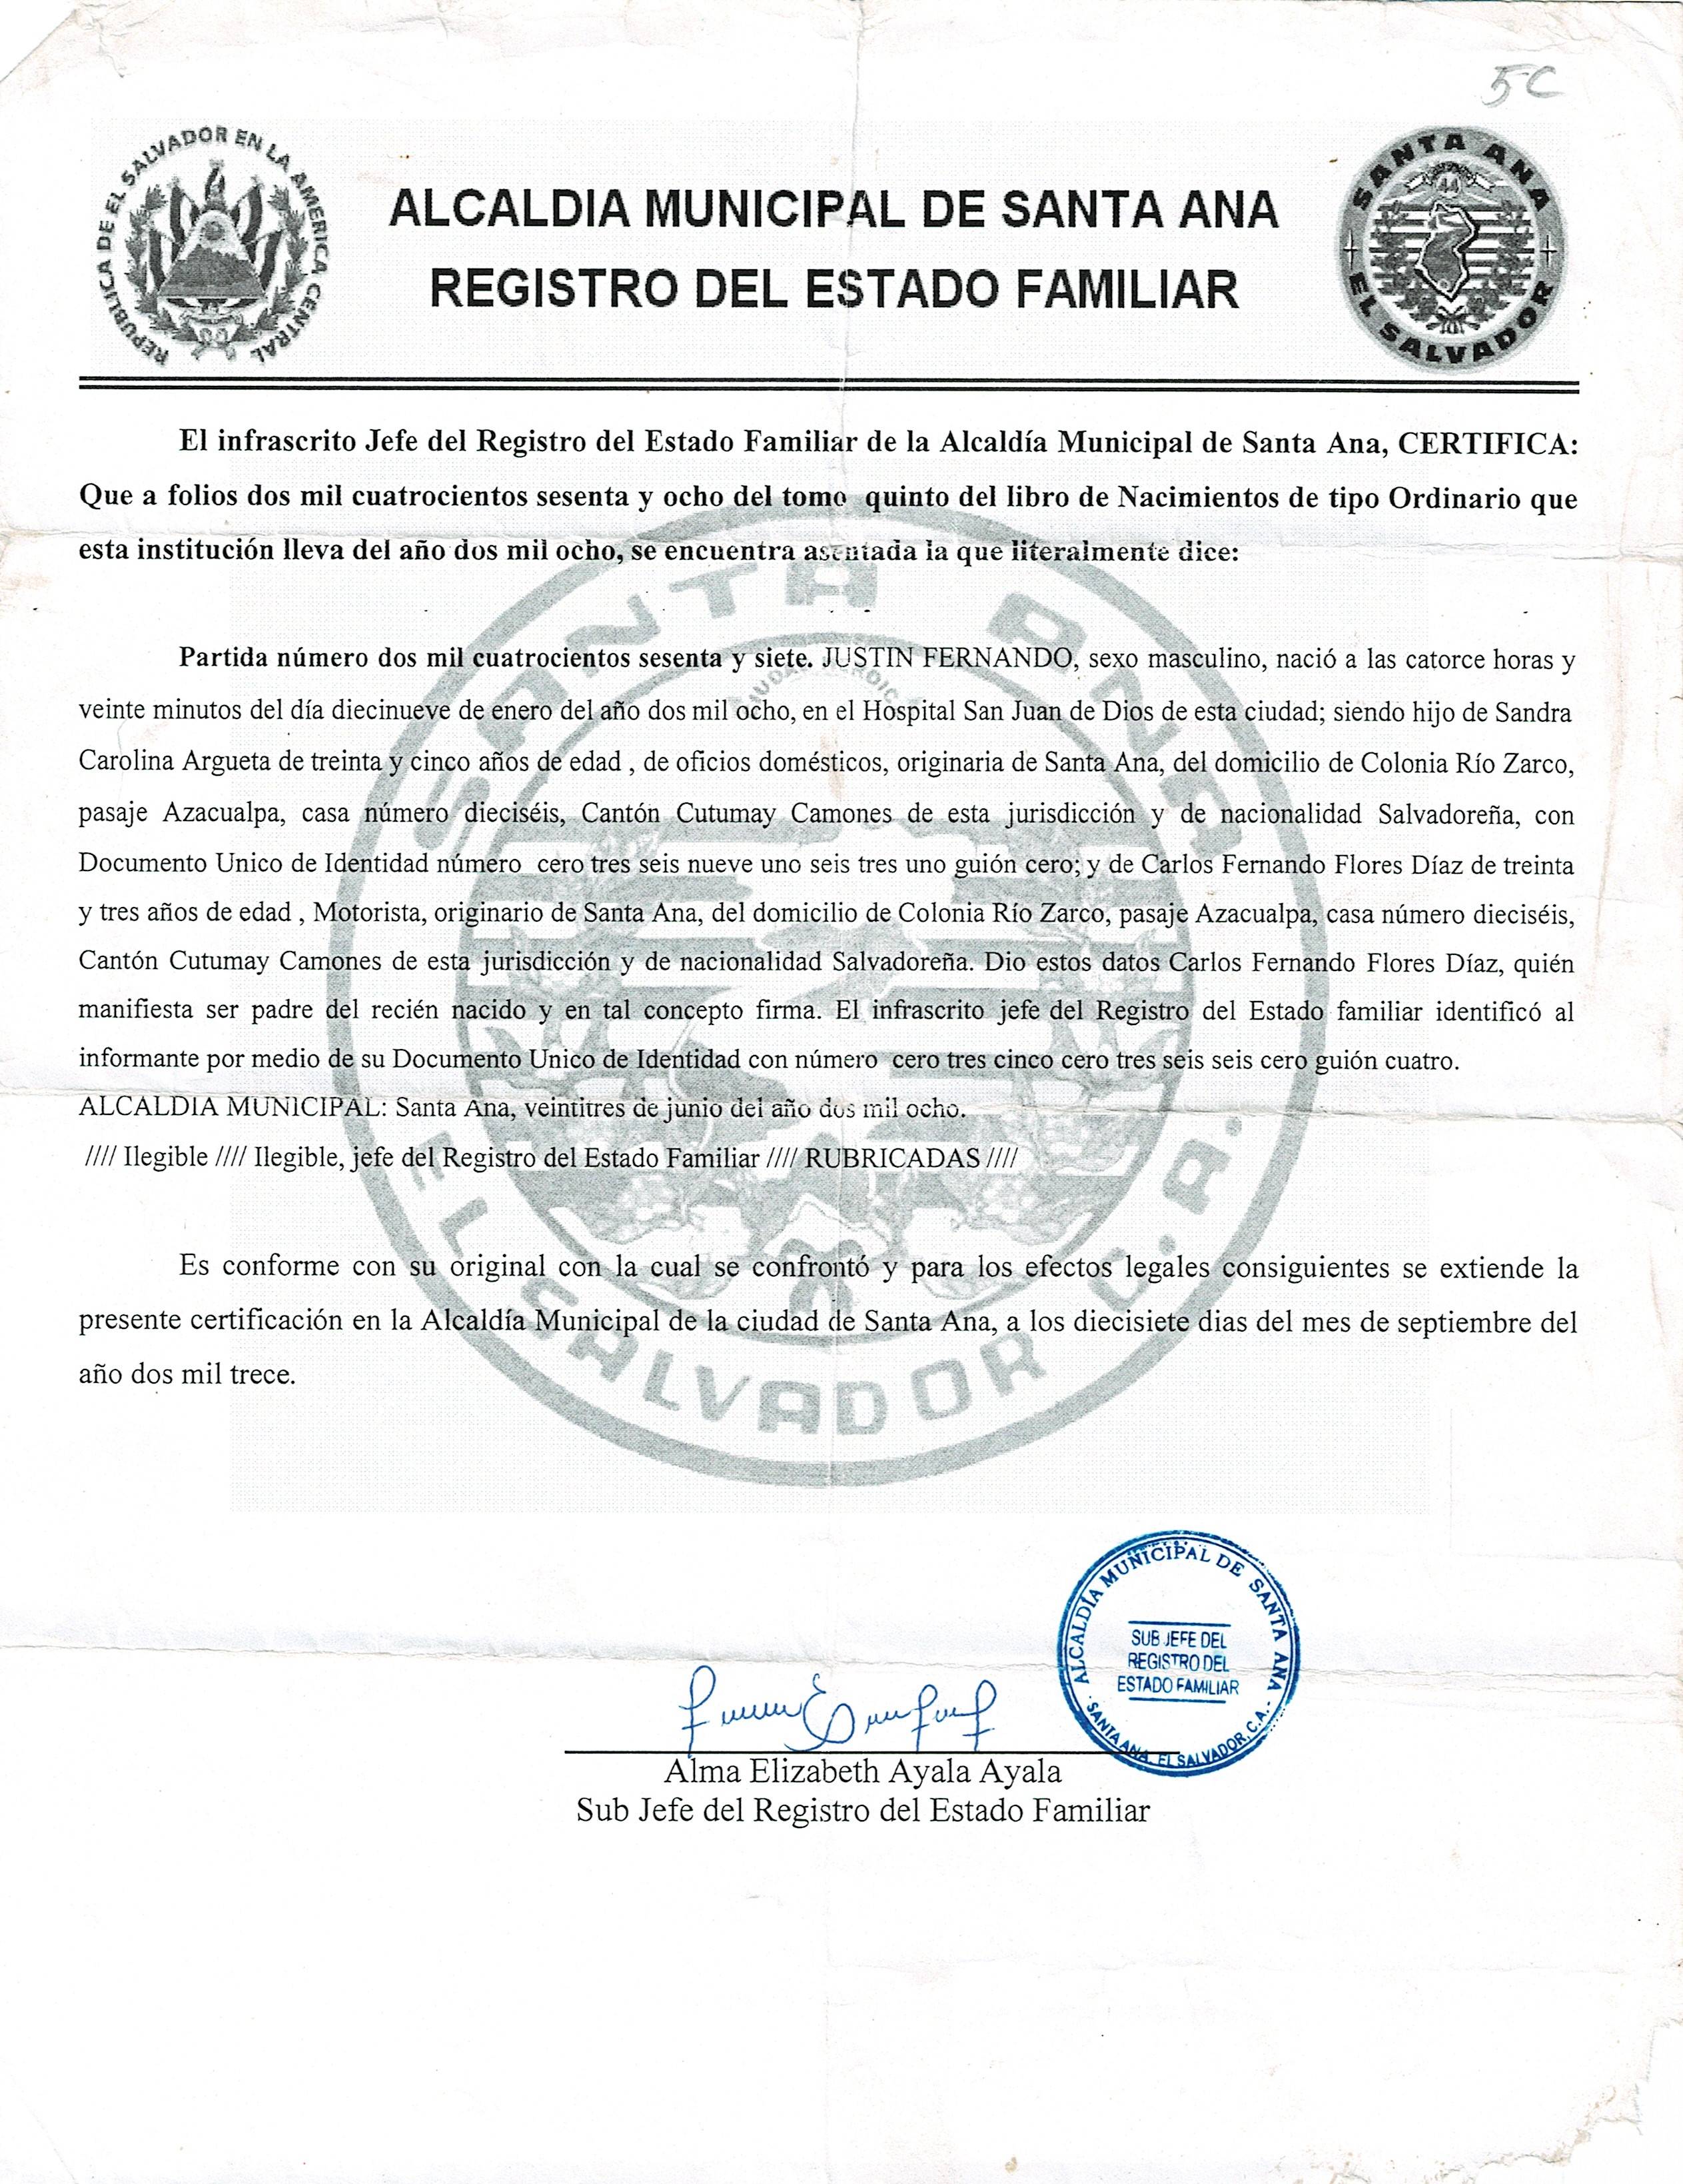 5C
REPUBLICA DE EL SALVADOR EN LA AMERICA CENTRAL
ALCALDIA MUNICIPAL DE SANTA ANA
REGISTRO DEL ESTADO FAMILIAR
SANTA ANA
44
EL SALVADOR
El infrascrito Jefe del Registro del Estado Familiar de la Alcaldía Municipal de Santa Ana, CERTIFICA:
Que a folios dos mil cuatrocientos sesenta y ocho del tomo quinto del libro de Nacimientos de tipo Ordinario que
esta institución lleva del año dos mil ocho, se encuentra asentada la que literalmente dice:
Partida número dos mil cuatrocientos sesenta y siete. JUSTIN FERNANDO, sexo masculino, nació a las catorce horas y
veinte minutos del día diecinueve de enero del año dos mil ocho, en el Hospital San Juan de Dios de esta ciudad; siendo hijo de Sandra
Carolina Argueta de treinta y cinco años de edad , de oficios domésticos, originaria de Santa Ana, del domicilio de Colonia Río Zarco,
pasaje Azacualpa, casa número dieciséis, Cantón Cutumay Camones de esta jurisdicción y de nacionalidad Salvadoreña, con
Documento Unico de Identidad número cero tres seis nueve uno seis tres uno guión cero; y de Carlos Fernando Flores Díaz de treinta
y tres años de edad , Motorista, originario de Santa Ana, del domicilio de Colonia Río Zarco, pasaje Azacualpa, casa número dieciséis,
Cantón Cutumay Camones de esta jurisdicción y de nacionalidad Salvadoreña. Dio estos datos Carlos Fernando Flores Díaz, quién
manifiesta ser padre del recién nacido y en tal concepto firma. El infrascrito jefe del Registro del Estado familiar identificó al
informante por medio de su Documento Unico de Identidad con número cero tres cinco cero tres seis seis cero guión cuatro.
ALCALDIA MUNICIPAL: Santa Ana, veintitres de junio del año dos mil ocho.
//// Ilegible //// Ilegible, jefe del Registro del Estado Familiar //// RUBRICADAS ////
Es conforme con su original con la cual se confrontó y para los efectos legales consiguientes se extiende la
presente certificación en la Alcaldía Municipal de la ciudad de Santa Ana, a los diecisiete dias del mes de septiembre del
año dos mil trece.
SANTA ANA
EL SALVADOR C.A.
ALCALDIA MUNICIPAL DE SANTA ANA
SUB JEFE DEL
REGISTRO DEL
ESTADO FAMILIAR
SANTA ANA, EL SALVADOR, C.A.
Alma Elizabeth Ayala Ayala
Sub Jefe del Registro del Estado Familiar